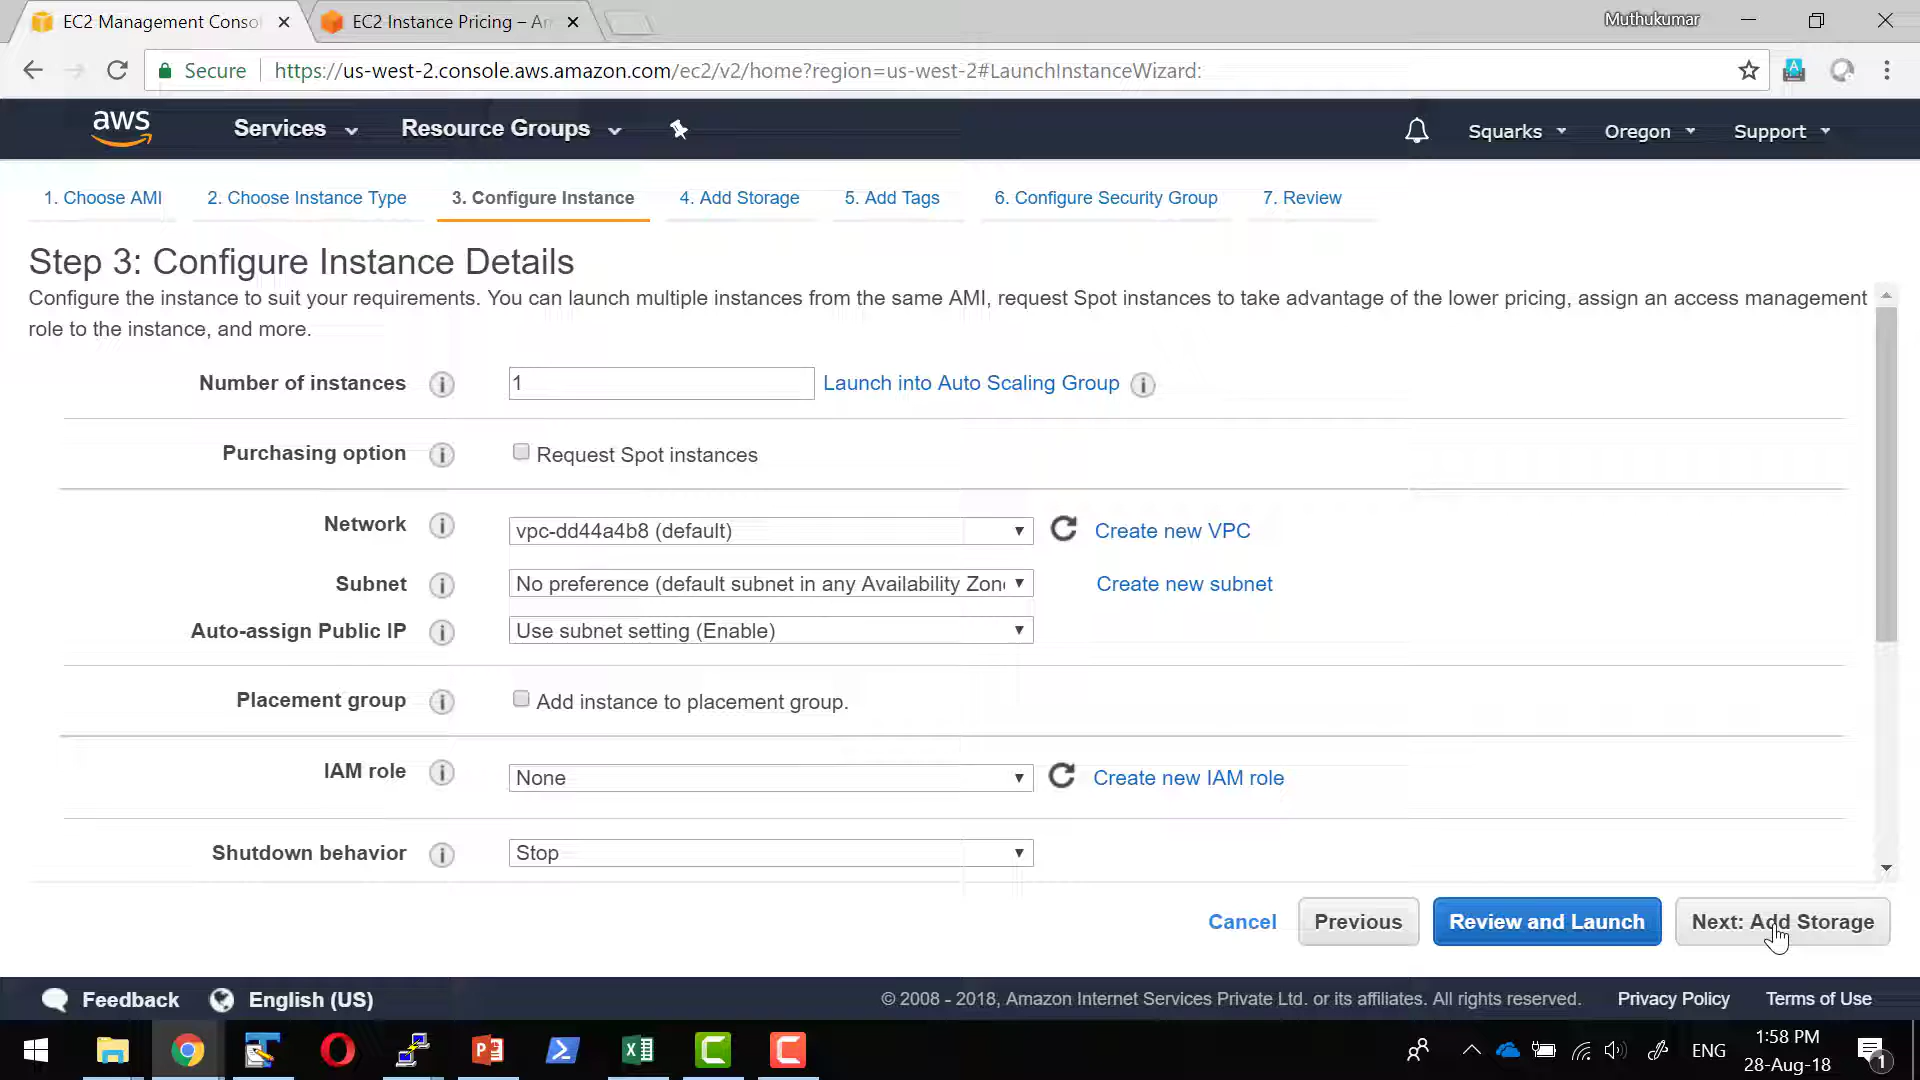 EC2 Management Conso
EC2 Instance Pricing – Am
Muthukumar
Secure
https://us-west-2.console.aws.amazon.com/ec2/v2/home?region=us-west-2#LaunchInstanceWizard:
aws
Services
Resource Groups
Squarks
Oregon
Support
1. Choose AMI
2. Choose Instance Type
3. Configure Instance
4. Add Storage
5. Add Tags
6. Configure Security Group
7. Review
Step 3: Configure Instance Details
Configure the instance to suit your requirements. You can launch multiple instances from the same AMI, request Spot instances to take advantage of the lower pricing, assign an access management
role to the instance, and more.
Number of instances
1
Launch into Auto Scaling Group
Purchasing option
Request Spot instances
Network
vpc-dd44a4b8 (default)
Create new VPC
Subnet
No preference (default subnet in any Availability Zone
Create new subnet
Auto-assign Public IP
Use subnet setting (Enable)
Placement group
Add instance to placement group.
IAM role
None
Create new IAM role
Shutdown behavior
Stop
Cancel
Previous
Review and Launch
Next: Add Storage
Feedback
English (US)
© 2008 - 2018, Amazon Internet Services Private Ltd. or its affiliates. All rights reserved.
Privacy Policy
Terms of Use
ENG
1:58 PM
28-Aug-18
1